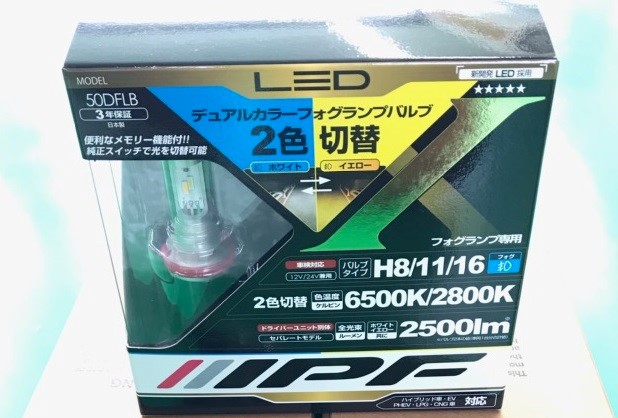 MODEL
50DFLB
3年保証
日本製
LED
新開発 LED 採用
★★★★★
デュアルカラーフォグランプバルブ
2色 切替
ホワイト イエロー
便利なメモリー機能付!!
純正スイッチで光を切替可能
フォグランプ専用
車検対応
12V/24V兼用
バルブ
タイプ
H8/11/16
フォグ
2色切替
色温度
ケルビン
6500K/2800K
ドライバーユニット別体
セパレートモデル
全光束
ルーメン
ホワイト
イエロー
共に
2500lm
IPF
ハイブリッド車・EV
PHEV・LPG・CNG 車
対応
This